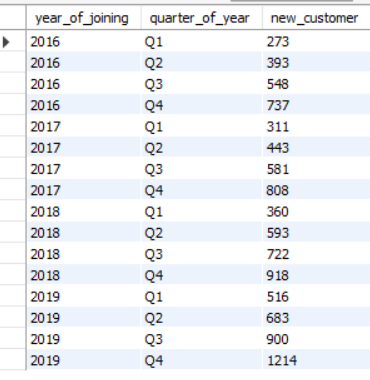 year_of_joining quarter_of_year new_customer
2016 Q1 273
2016 Q2 393
2016 Q3 548
2016 Q4 737
2017 Q1 311
2017 Q2 443
2017 Q3 581
2017 Q4 808
2018 Q1 360
2018 Q2 593
2018 Q3 722
2018 Q4 918
2019 Q1 516
2019 Q2 683
2019 Q3 900
2019 Q4 1214